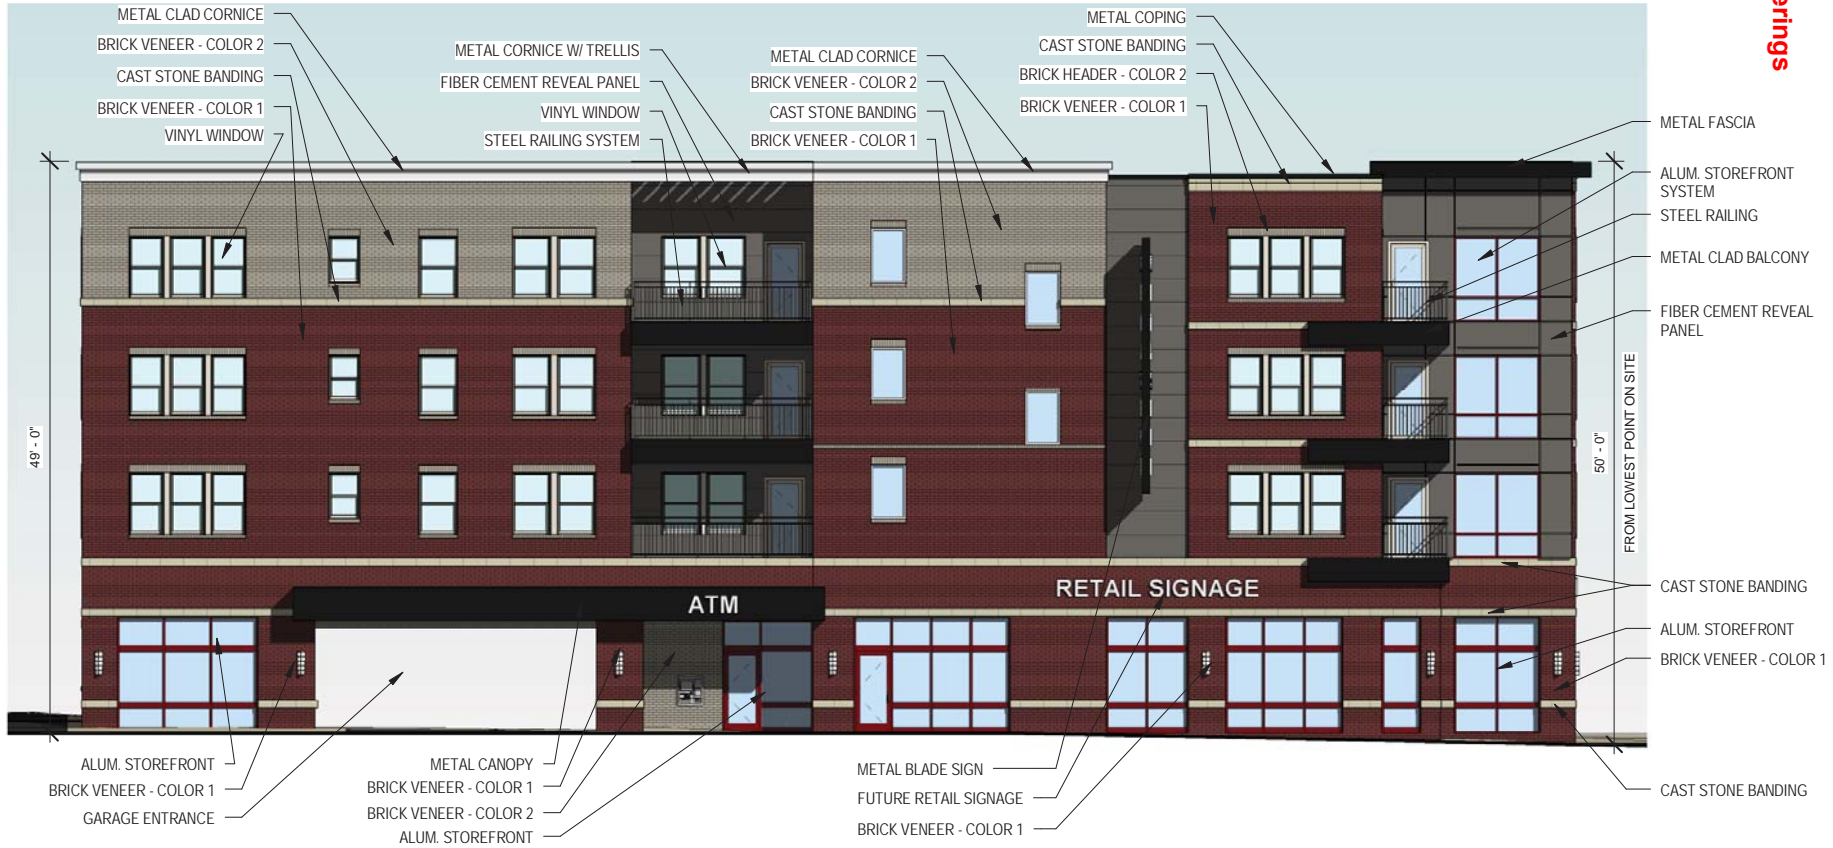 METAL CLAD CORNICE
BRICK VENEER - COLOR 2
CAST STONE BANDING
BRICK VENEER - COLOR 1
VINYL WINDOW
METAL CORNICE W/ TRELLIS
FIBER CEMENT REVEAL PANEL
VINYL WINDOW
STEEL RAILING SYSTEM
METAL CLAD CORNICE
BRICK VENEER - COLOR 2
CAST STONE BANDING
BRICK VENEER - COLOR 1
METAL COPING
CAST STONE BANDING
BRICK HEADER - COLOR 2
BRICK VENEER - COLOR 1
erings
METAL FASCIA
ALUM. STOREFRONT
SYSTEM
STEEL RAILING
METAL CLAD BALCONY
FIBER CEMENT REVEAL
PANEL
49' - 0"
50' - 0"
FROM LOWEST POINT ON SITE
ATM
RETAIL SIGNAGE
CAST STONE BANDING
ALUM. STOREFRONT
BRICK VENEER - COLOR 1
CAST STONE BANDING
ALUM. STOREFRONT
BRICK VENEER - COLOR 1
GARAGE ENTRANCE
METAL CANOPY
BRICK VENEER - COLOR 1
BRICK VENEER - COLOR 2
ALUM. STOREFRONT
METAL BLADE SIGN
FUTURE RETAIL SIGNAGE
BRICK VENEER - COLOR 1